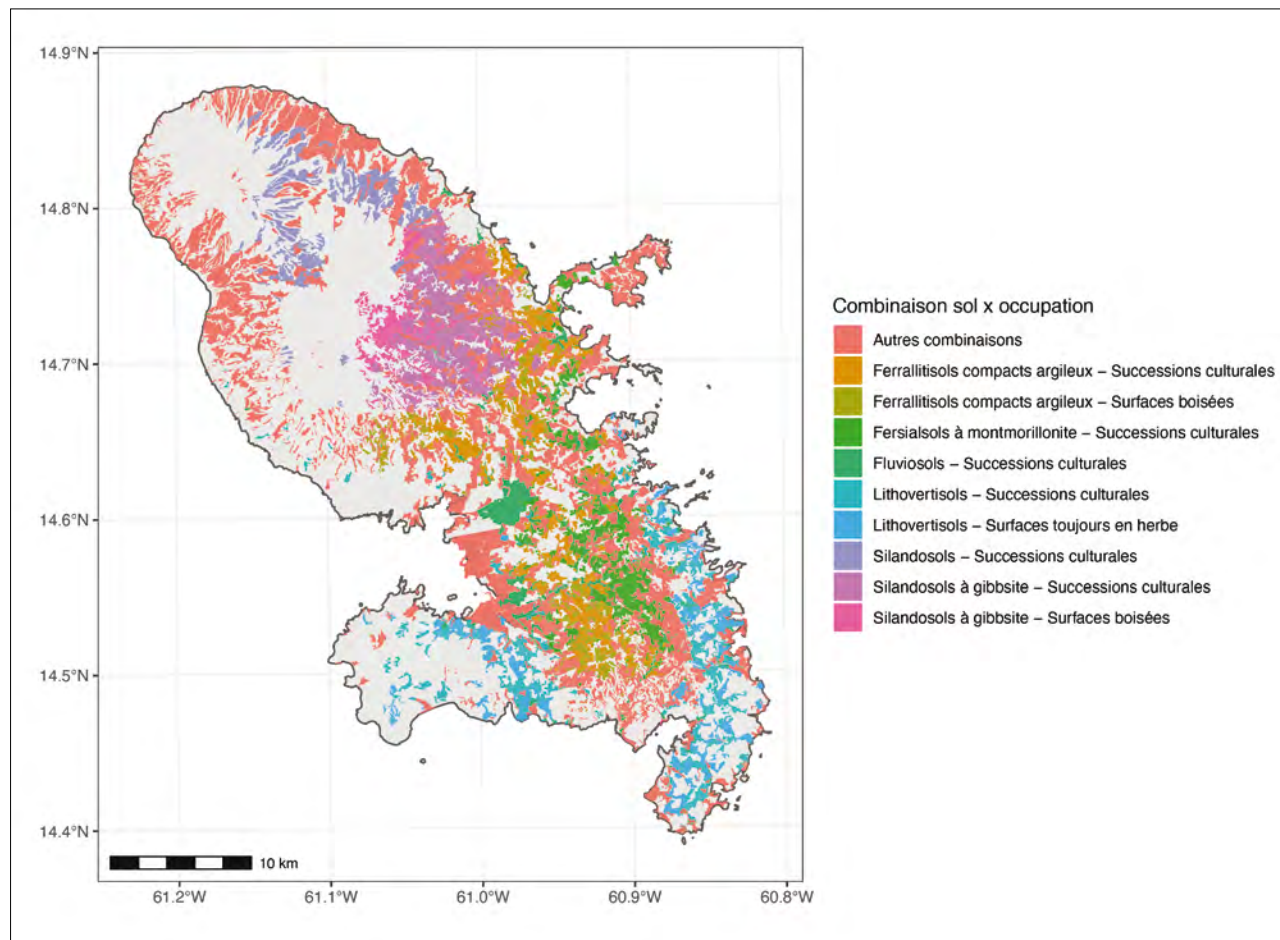 14.9°N
14.8°N
14.7°N
14.6°N
14.5°N
14.4°N
10 km
61.2°W
61.1°W
61.0°W
60.9°W
60.8°W
Combinaison sol x occupation
Autres combinaisons
Ferrallitisols compacts argileux – Successions culturales
Ferrallitisols compacts argileux – Surfaces boisées
Fersialsols à montmorillonite – Successions culturales
Fluviosols – Successions culturales
Lithovertisols – Successions culturales
Lithovertisols – Surfaces toujours en herbe
Silandosols – Successions culturales
Silandosols à gibbsite – Successions culturales
Silandosols à gibbsite – Surfaces boisées